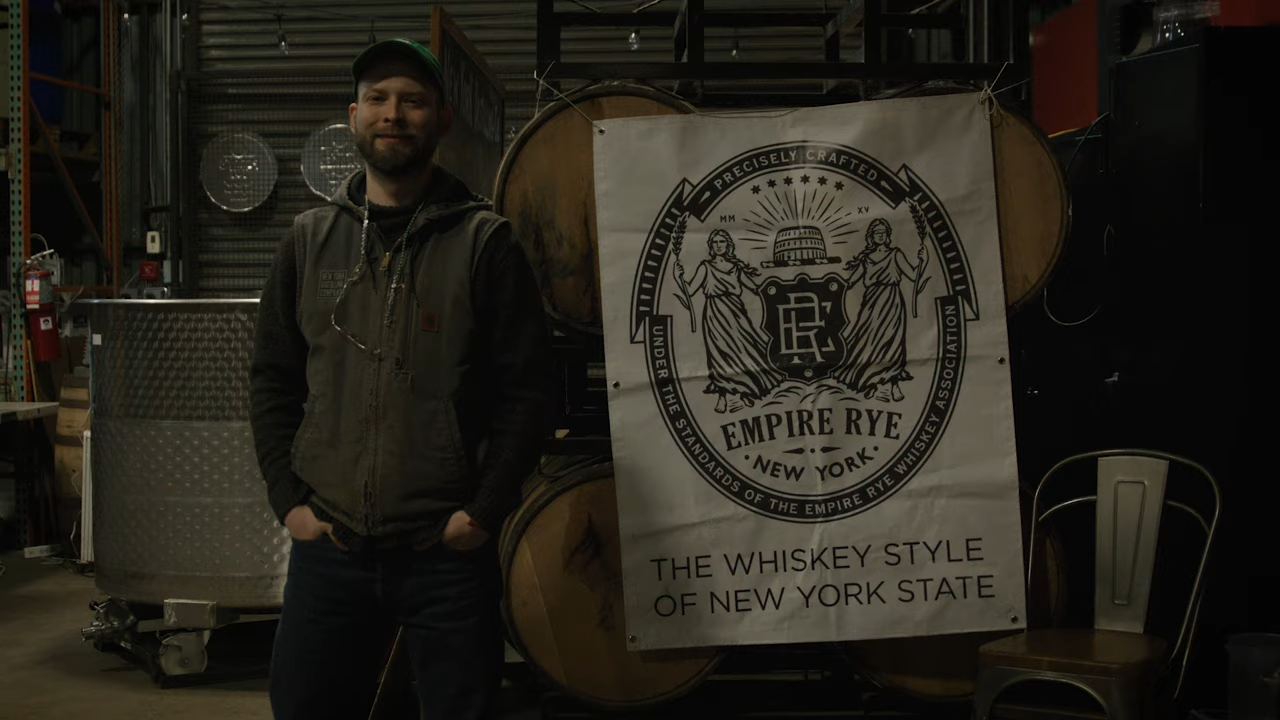 PRECISELY CRAFTED
MM XV
ERE
EMPIRE RYE
NEW YORK
UNDER THE STANDARDS OF THE EMPIRE RYE WHISKEY ASSOCIATION
THE WHISKEY STYLE
OF NEW YORK STATE